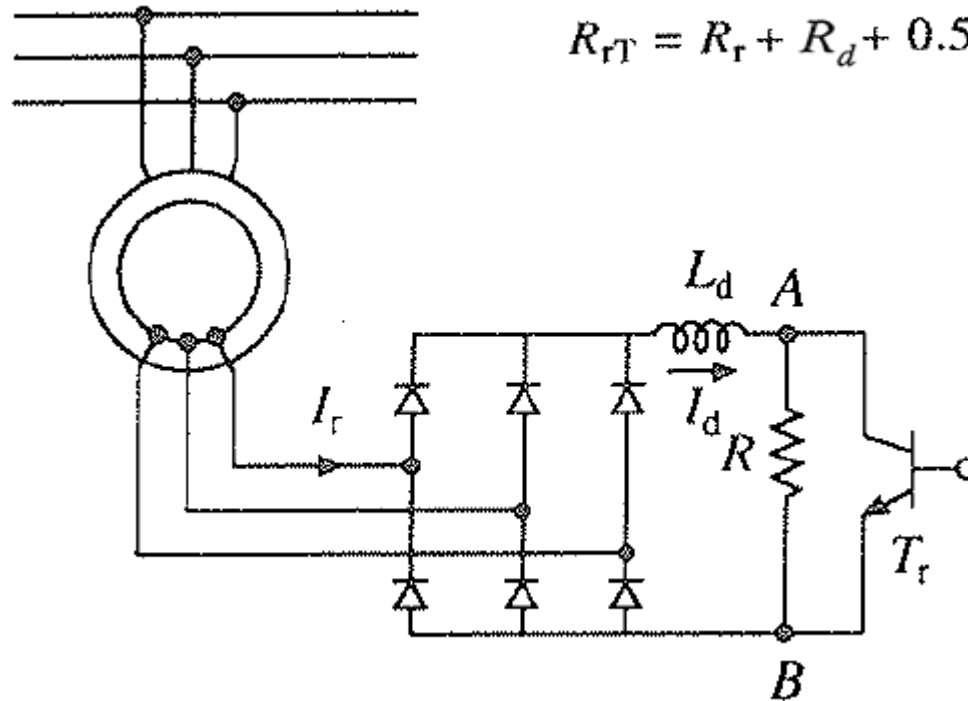 R_rT = R_r + R_d + 0.5
L_d
A
I_r
I_d
R
T_r
B